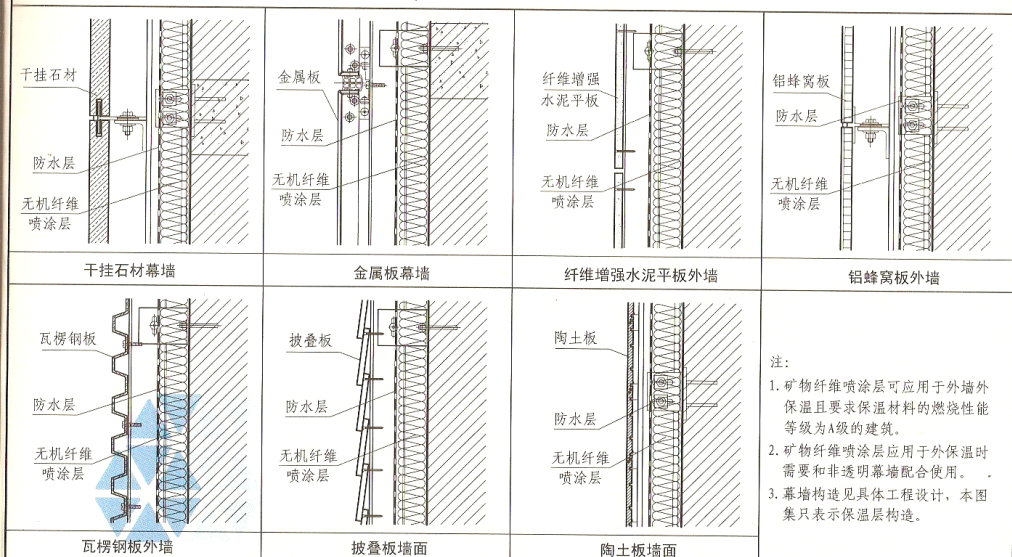 干挂石材
防水层
无机纤维
喷涂层
干挂石材幕墙
金属板
防水层
无机纤维
喷涂层
金属板幕墙
纤维增强
水泥平板
防水层
无机纤维
喷涂层
纤维增强水泥平板外墙
铝蜂窝板
防水层
无机纤维
喷涂层
铝蜂窝板外墙
瓦楞钢板
防水层
无机纤维
喷涂层
瓦楞钢板外墙
披叠板
防水层
无机纤维
喷涂层
披叠板墙面
陶土板
防水层
无机纤维
喷涂层
陶土板墙面
注:
1. 矿物纤维喷涂层可应用于外墙外
保温且要求保温材料的燃烧性能
等级为A级的建筑。
2. 矿物纤维喷涂层应用于外保温时
需要和非透明幕墙配合使用。
3. 幕墙构造见具体工程设计, 本图
集只表示保温层构造。